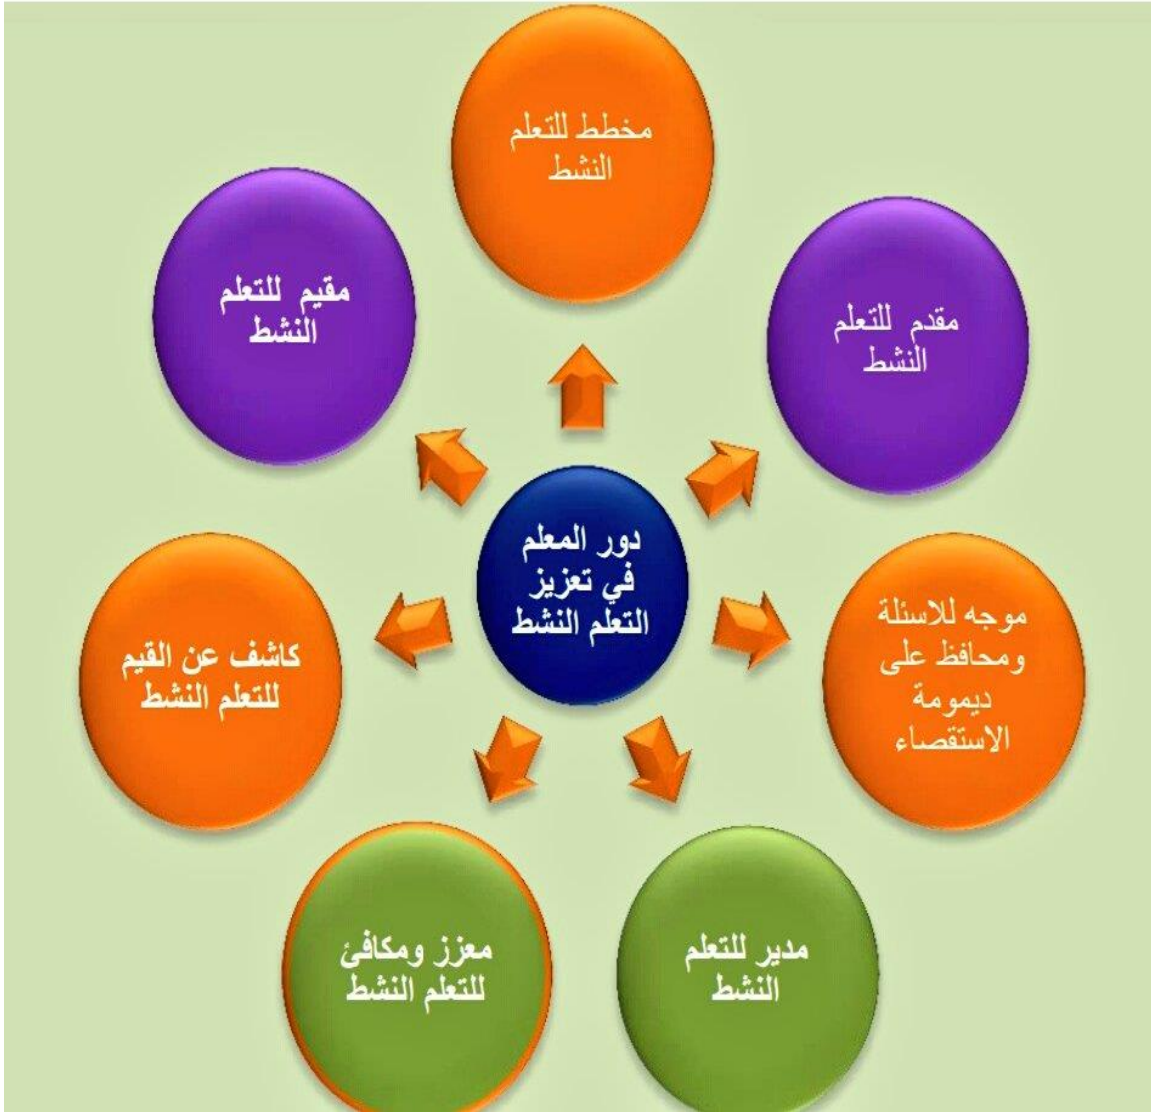 مخطط للتعلم
النشط
مقدم للتعلم
النشط
موجه للاسئلة
ومحافظ على
ديمومة
الاستقصاء
مدير للتعلم
النشط
معزز ومكافئ
للتعلم النشط
كاشف عن القيم
للتعلم النشط
مقيم للتعلم
النشط
دور المعلم
في تعزيز
التعلم النشط